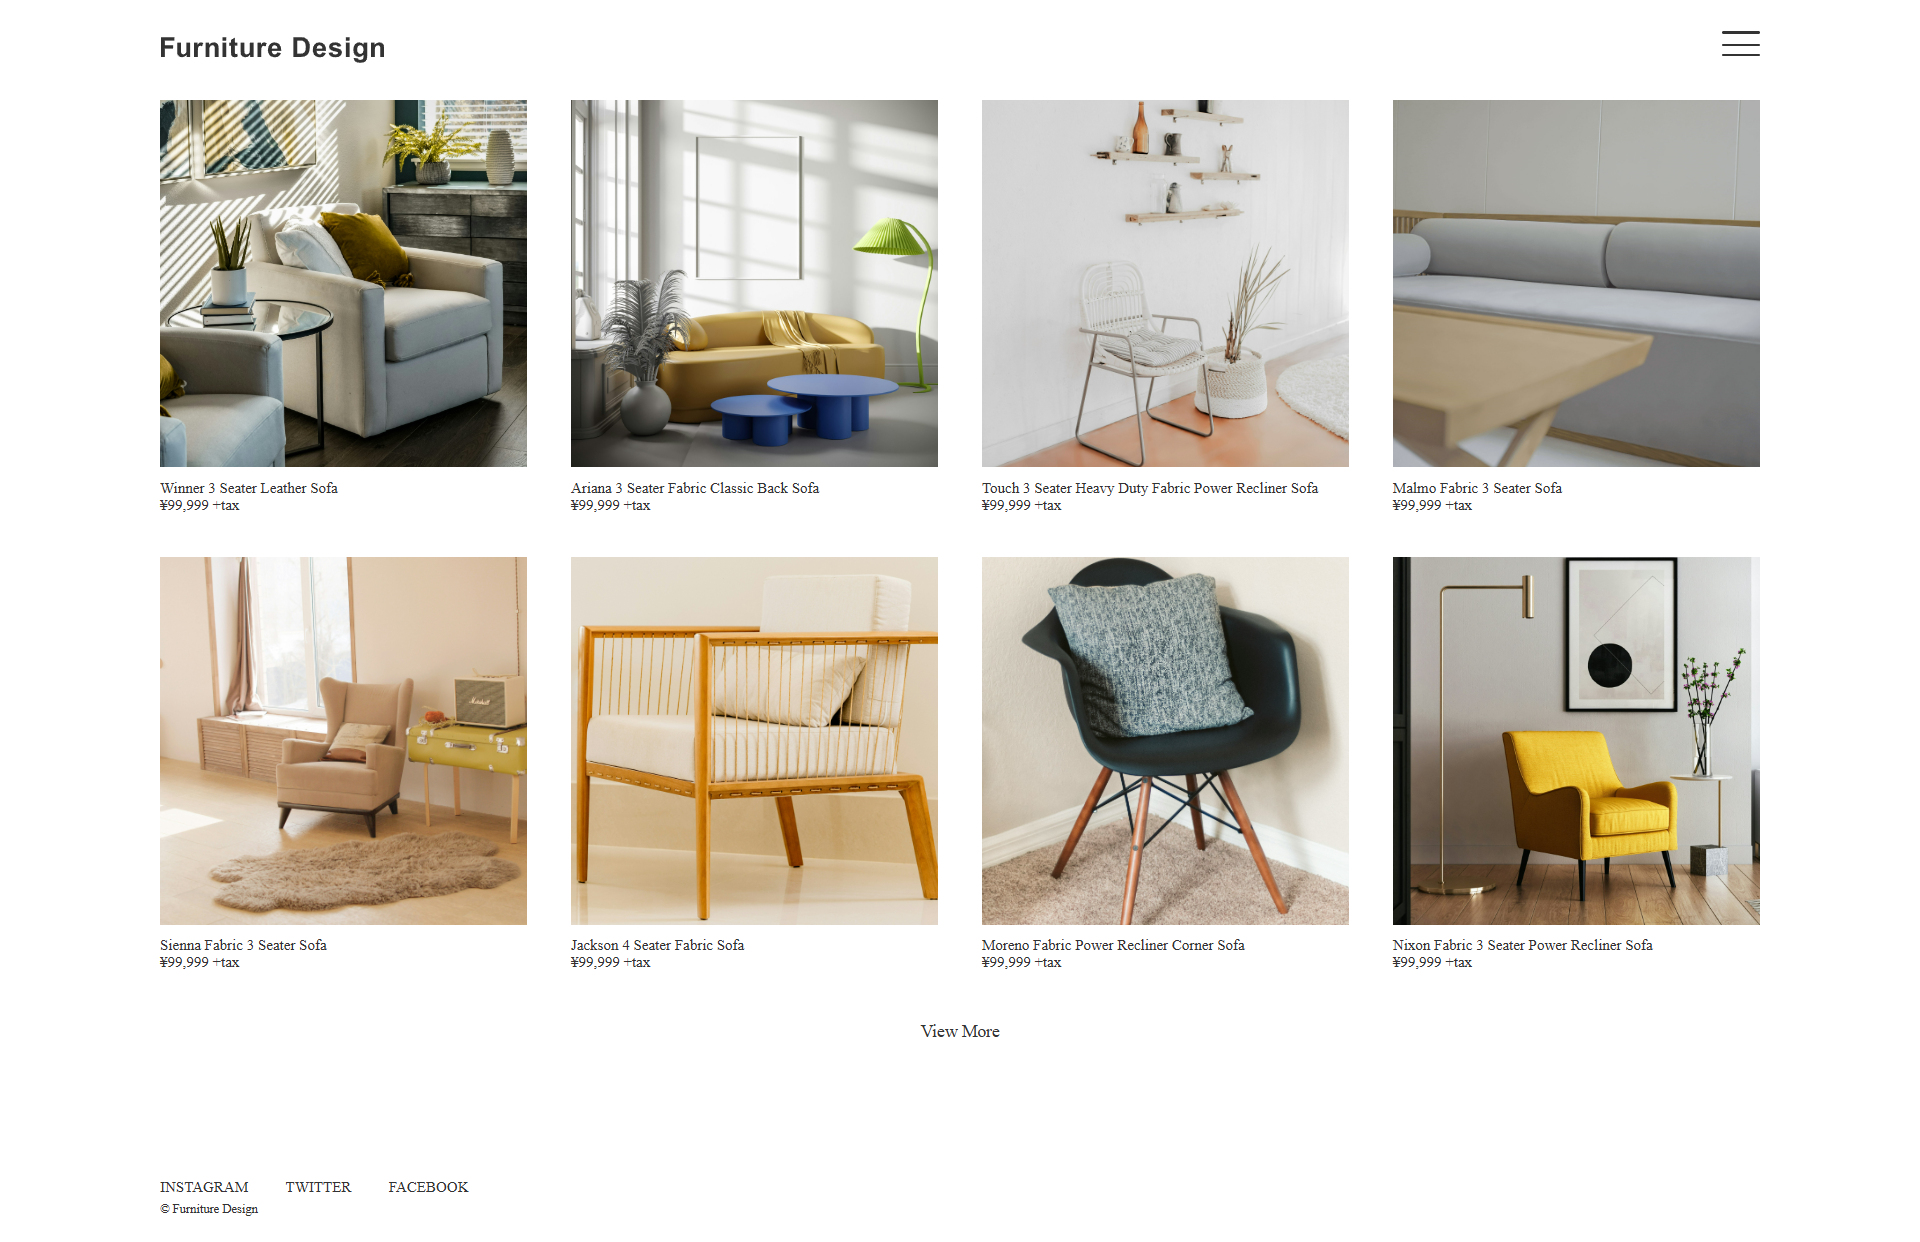 Furniture Design
Winner 3 Seater Leather Sofa
¥99,999 +tax
Ariana 3 Seater Fabric Classic Back Sofa
¥99,999 +tax
Touch 3 Seater Heavy Duty Fabric Power Recliner Sofa
¥99,999 +tax
Malmo Fabric 3 Seater Sofa
¥99,999 +tax
Marshall
Sienna Fabric 3 Seater Sofa
¥99,999 +tax
Jackson 4 Seater Fabric Sofa
¥99,999 +tax
Moreno Fabric Power Recliner Corner Sofa
¥99,999 +tax
Nixon Fabric 3 Seater Power Recliner Sofa
¥99,999 +tax
View More
INSTAGRAM TWITTER FACEBOOK
© Furniture Design